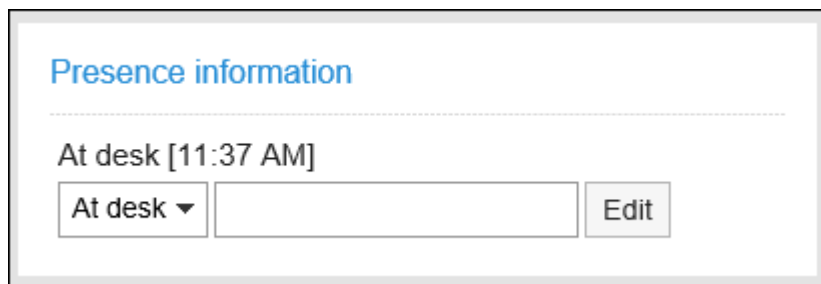 Presence information
At desk [11:37 AM]
At desk Edit